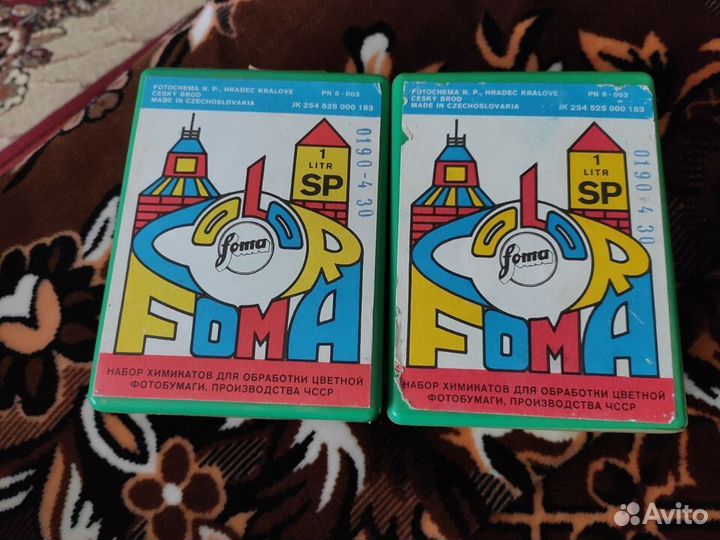 FOTOCHEMA N. P., HRADEC KRÁLOVÉ
ČESKÝ BROD PN 6-003
MADE IN CZECHOSLOVAKIA JK 254 525 000 183
1
LITR
SP
0190-4 30
COLOR
foma
FOMA
НАБОР ХИМИКАТОВ ДЛЯ ОБРАБОТКИ ЦВЕТНОЙ
ФОТОБУМАГИ, ПРОИЗВОДСТВА ЧССР
FOTOCHEMA N. P., HRADEC KRÁLOVÉ
ČESKÝ BROD PN 6-003
MADE IN CZECHOSLOVAKIA JK 254 525 000 183
1
LITR
SP
0190-4 30
COLOR
foma
FOMA
НАБОР ХИМИКАТОВ ДЛЯ ОБРАБОТКИ ЦВЕТНОЙ
ФОТОБУМАГИ, ПРОИЗВОДСТВА ЧССР
Avito